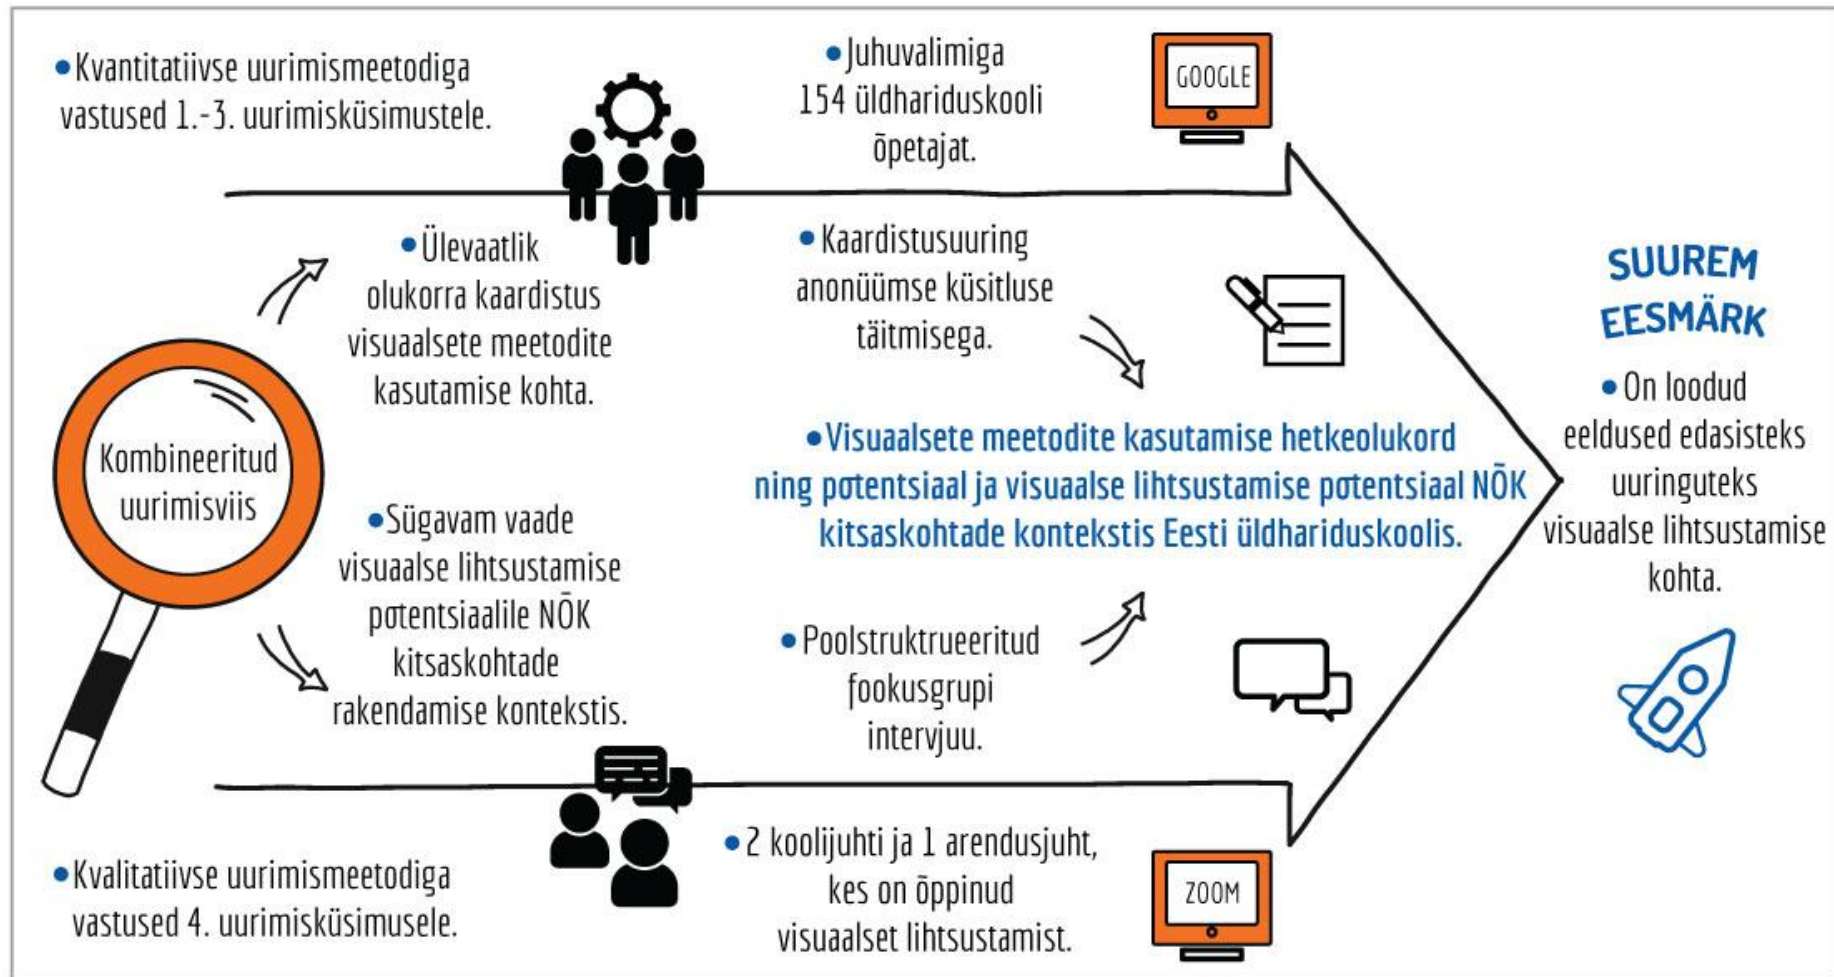 • Kvantitatiivse uurimismeetodiga
vastused 1.-3. uurimisküsimustele.
• Juhuvalimiga
154 üldhariduskooli
õpetajat.
GOOGLE
• Ülevaatlik
olukorra kaardistus
visuaalsete meetodite
kasutamise kohta.
• Kaardistusuuring
anonüümse küsitluse
täitmisega.
Kombineeritud
uurimisviis
• Visuaalsete meetodite kasutamise hetkeolukord
ning potentsiaal ja visuaalse lihtsustamise potentsiaal NÕK
kitsaskohtade kontekstis Eesti üldhariduskoolis.
SUUREM
EESMÄRK
• On loodud
eeldused edasisteks
uuringuteks
visuaalse lihtsustamise
kohta.
• Sügavam vaade
visuaalse lihtsustamise
potentsiaalile NÕK
kitsaskohtade
rakendamise kontekstis.
• Poolstruktrueeritud
fookusgrupi
intervjuu.
• Kvalitatiivse uurimismeetodiga
vastused 4. uurimisküsimusele.
• 2 koolijuhti ja 1 arendusjuht,
kes on õppinud
visuaalset lihtsustamist.
ZOOM